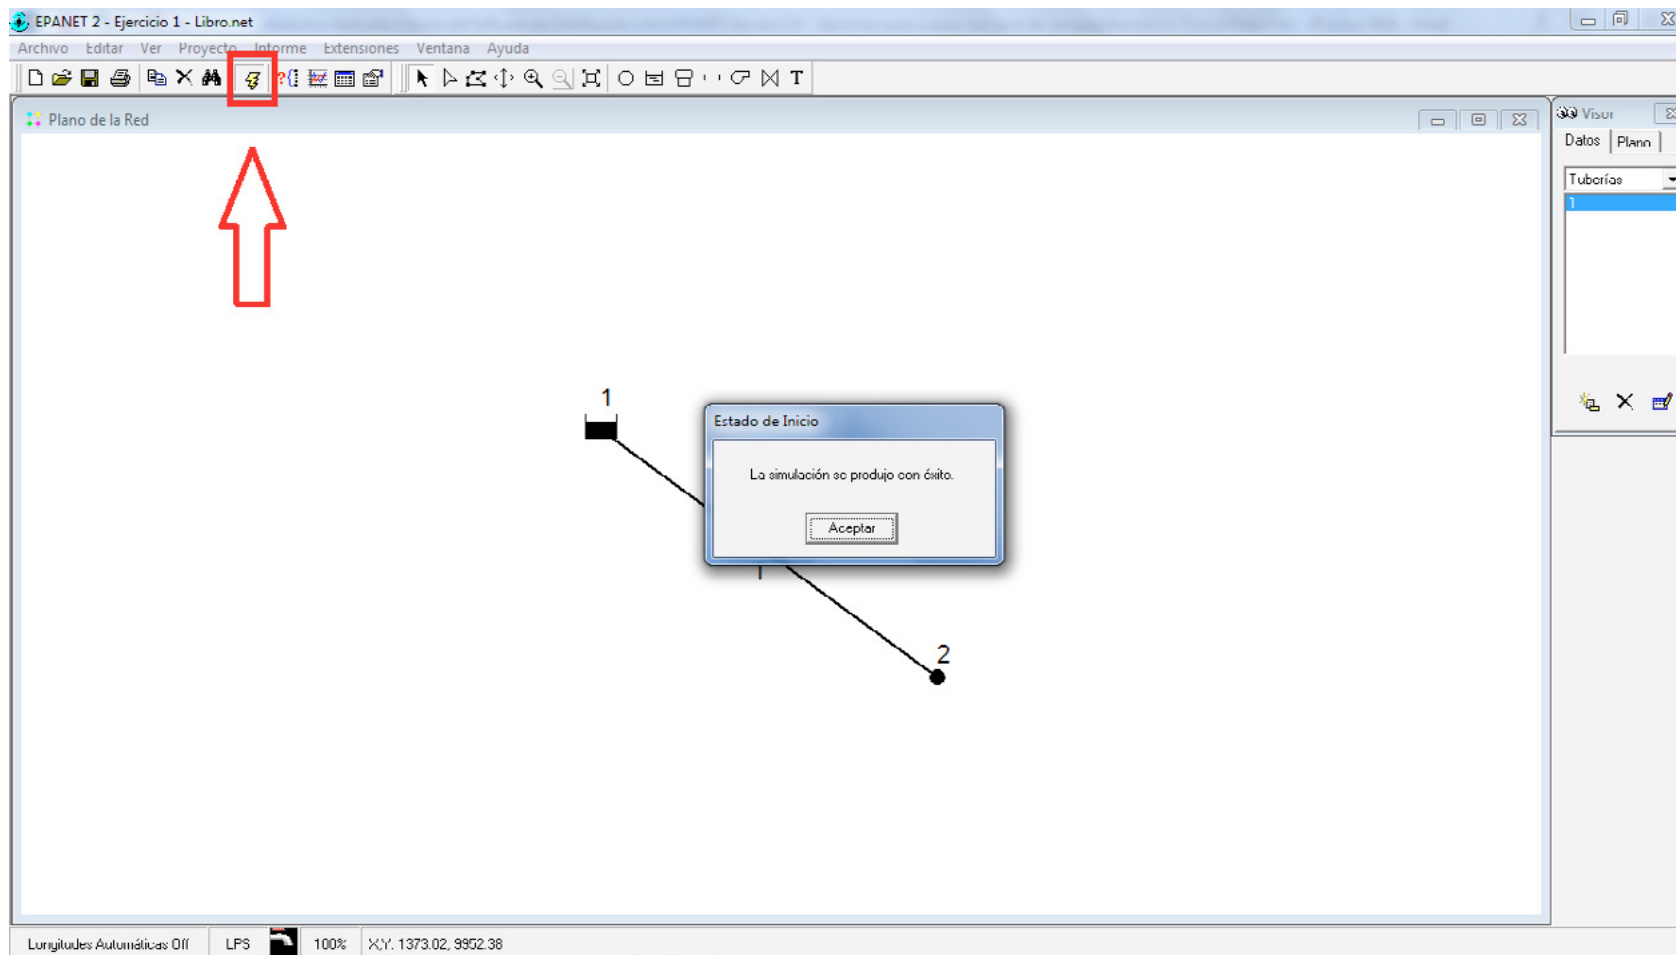 EPANET 2 - Ejercicio 1 - Libro.net
Archivo Editar Ver Proyecto Informe Extensiones Ventana Ayuda
T
Plano de la Red
Visor
Datos Plano
Tuberías
1
1
Estado de Inicio
La simulación se produjo con éxito.
Aceptar
1
2
Longitudes Automáticas Off LPS 100% X,Y: 1373.02, 9952.38